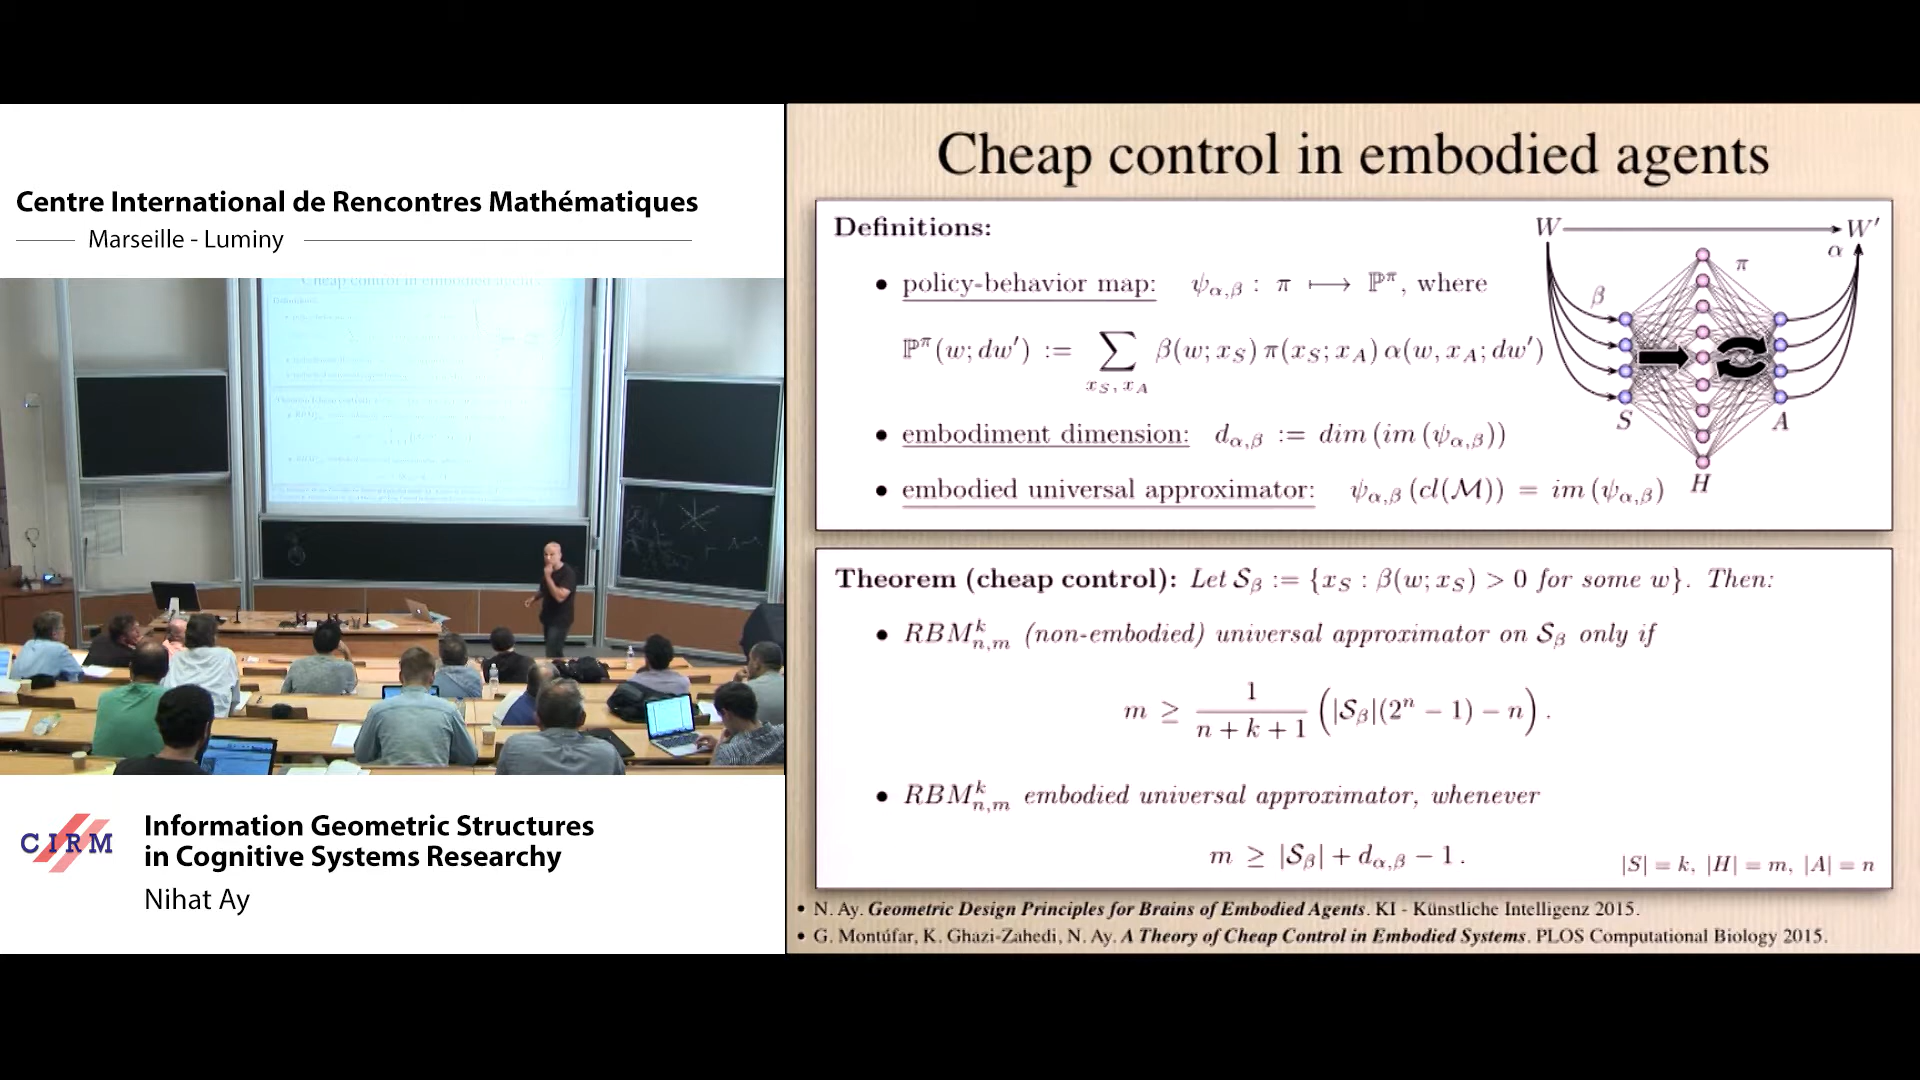 Centre International de Rencontres Mathématiques
Marseille - Luminy
CIRM
Information Geometric Structures
in Cognitive Systems Researchy
Nihat Ay
Cheap control in embodied agents
Definitions:
• policy-behavior map: ψα,β : π ⟼ ℙ^π, where
ℙ^π(w; dw′) := ∑_{x_S, x_A} β(w; x_S) π(x_S; x_A) α(w, x_A; dw′)
• embodiment dimension: d_{α,β} := dim (im (ψ_{α,β}))
• embodied universal approximator: ψ_{α,β} (cl(ℳ)) = im (ψ_{α,β})
W W′
α
π
β
S A
H
Theorem (cheap control): Let 𝒮_β := {x_S : β(w; x_S) > 0 for some w}. Then:
• RBM^k_{n,m} (non-embodied) universal approximator on 𝒮_β only if
m ≥ 1/(n + k + 1) (|𝒮_β|(2^n − 1) − n) .
• RBM^k_{n,m} embodied universal approximator, whenever
m ≥ |𝒮_β| + d_{α,β} − 1 .
|S| = k, |H| = m, |A| = n
• N. Ay. Geometric Design Principles for Brains of Embodied Agents. KI - Künstliche Intelligenz 2015.
• G. Montúfar, K. Ghazi-Zahedi, N. Ay. A Theory of Cheap Control in Embodied Systems. PLOS Computational Biology 2015.